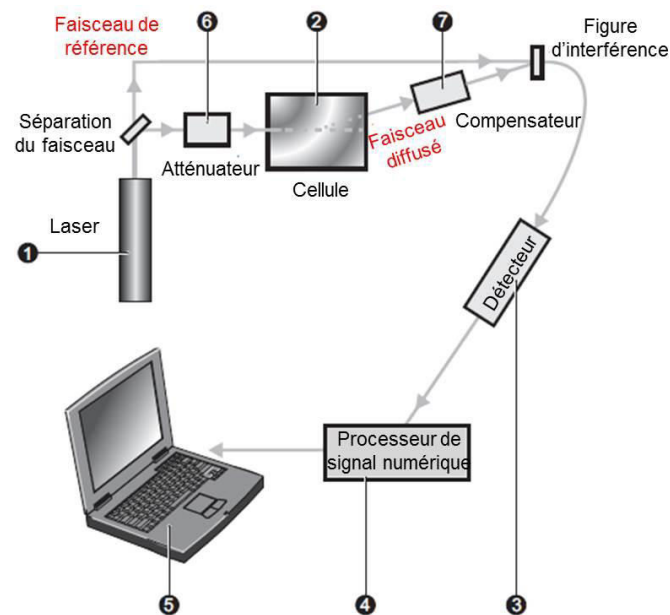 Faisceau de
référence
6
2
7
Figure
d'interférence
Séparation
du faisceau
Atténuateur
Cellule
Faisceau
diffusé
Compensateur
Laser
1
Détecteur
Processeur de
signal numérique
5
4
3